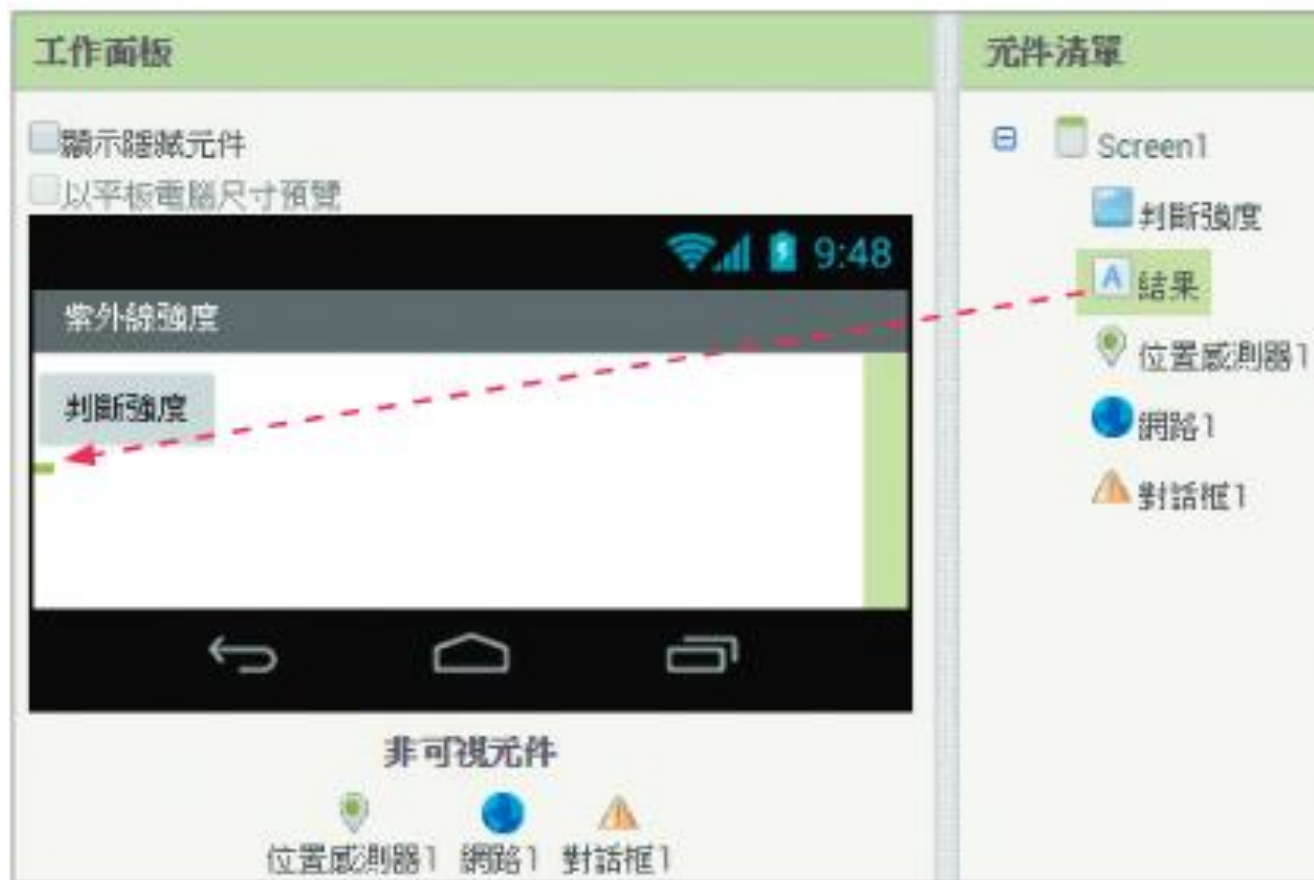 工作面板
顯示隱藏元件
以平板電腦尺寸預覽
9:48
紫外線強度
判斷強度
非可視元件
位置感測器1 網路1 對話框1
元件清單
Screen1
判斷強度
A 結果
位置感測器1
網路1
對話框1